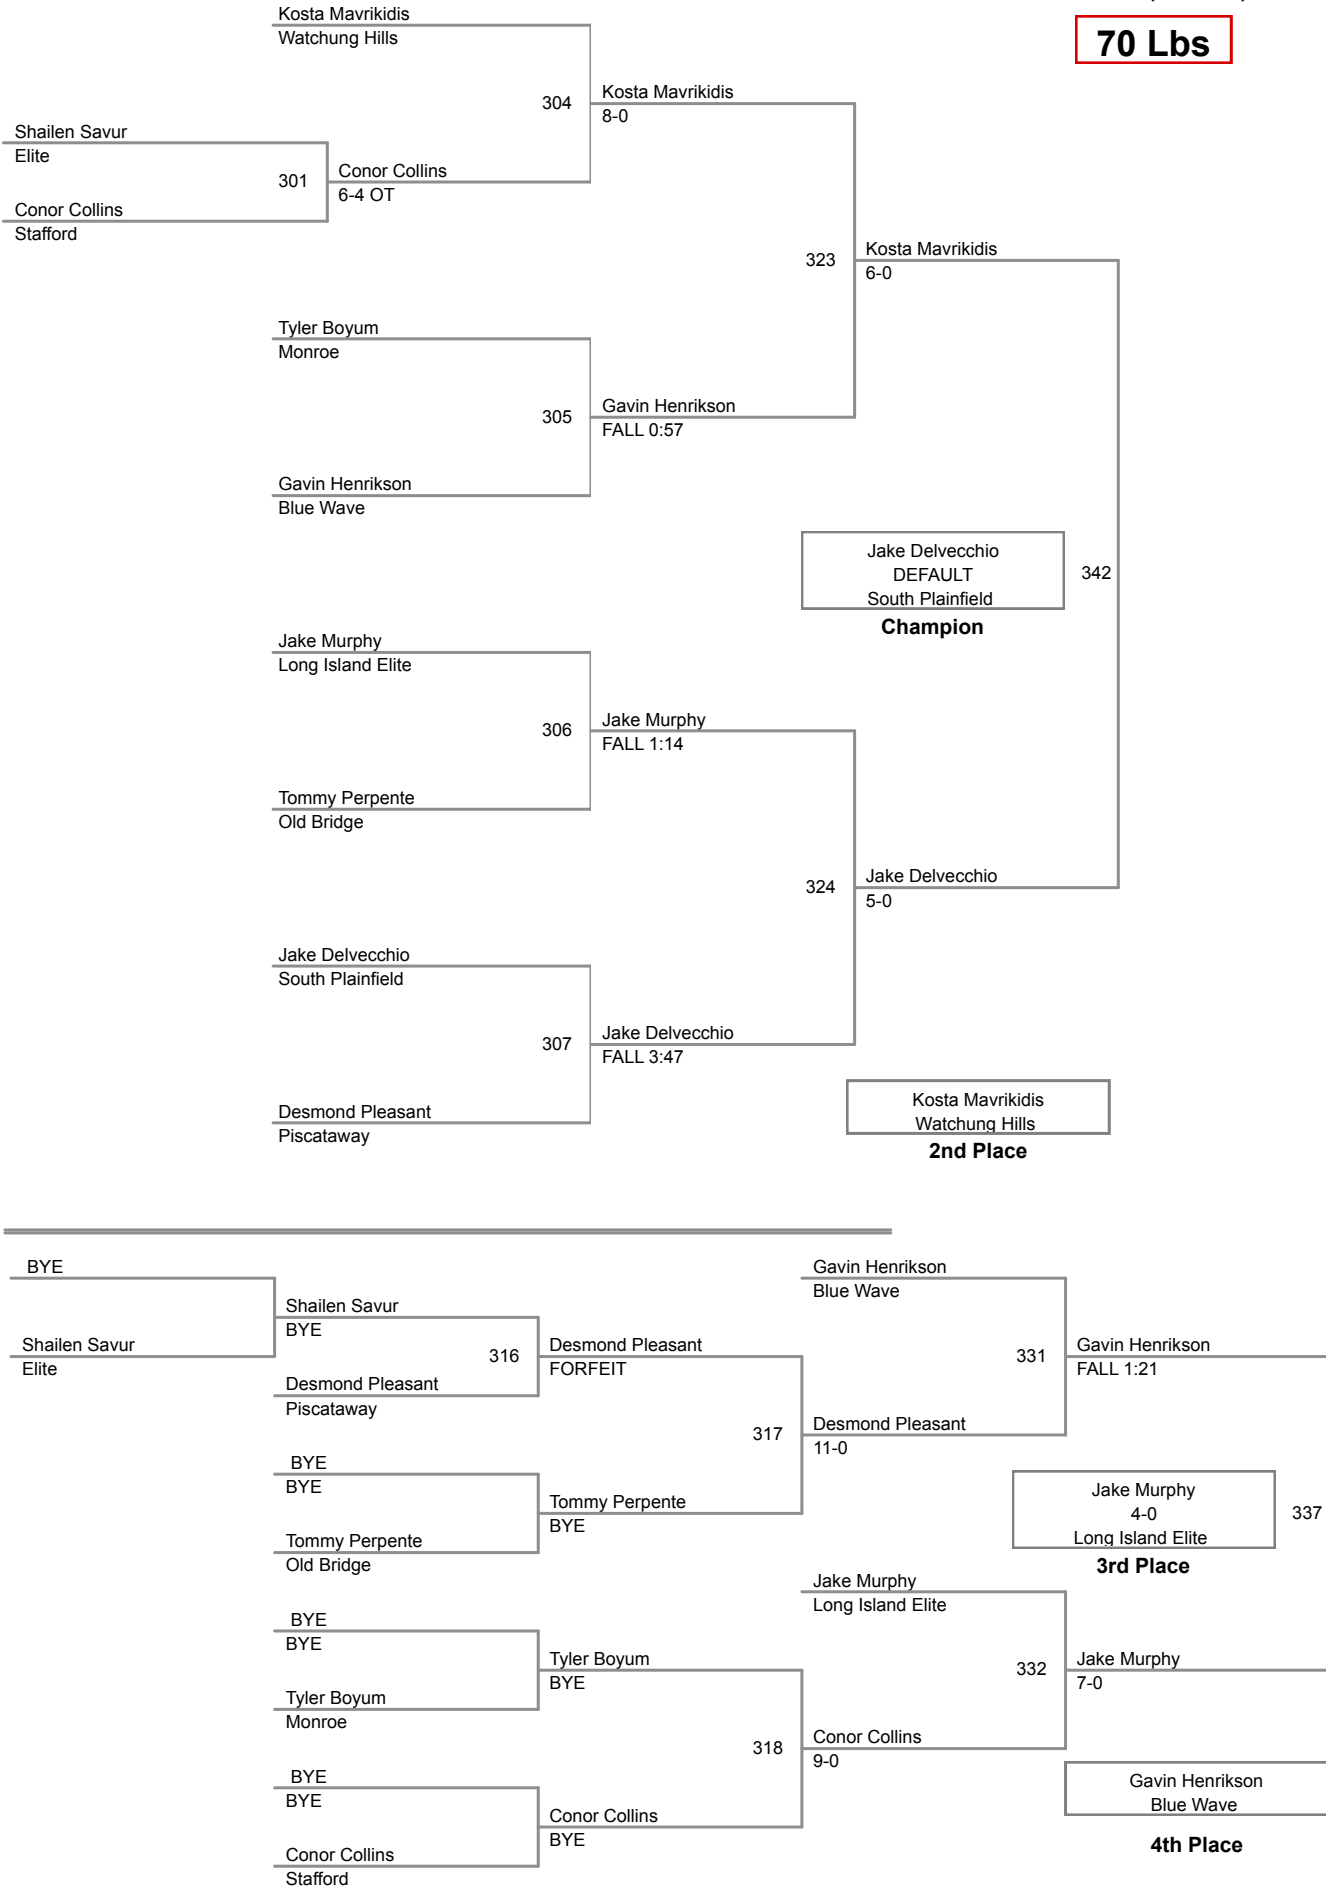 70 Lbs
Kosta Mavrikidis
Watchung Hills
304
Kosta Mavrikidis
8-0
Shailen Savur
Elite
301
Conor Collins
6-4 OT
Conor Collins
Stafford
323
Kosta Mavrikidis
6-0
Tyler Boyum
Monroe
305
Gavin Henrikson
FALL 0:57
Gavin Henrikson
Blue Wave
Jake Delvecchio
DEFAULT
South Plainfield
342
Champion
Jake Murphy
Long Island Elite
306
Jake Murphy
FALL 1:14
Tommy Perpente
Old Bridge
324
Jake Delvecchio
5-0
Jake Delvecchio
South Plainfield
307
Jake Delvecchio
FALL 3:47
Desmond Pleasant
Piscataway
Kosta Mavrikidis
Watchung Hills
2nd Place
BYE
Shailen Savur
BYE
Shailen Savur
Elite
316
Desmond Pleasant
FORFEIT
Desmond Pleasant
Piscataway
Gavin Henrikson
Blue Wave
331
Gavin Henrikson
FALL 1:21
317
Desmond Pleasant
11-0
BYE
BYE
Tommy Perpente
BYE
Tommy Perpente
Old Bridge
Jake Murphy
4-0
Long Island Elite
337
3rd Place
Jake Murphy
Long Island Elite
BYE
BYE
Tyler Boyum
BYE
332
Jake Murphy
7-0
Tyler Boyum
Monroe
318
Conor Collins
9-0
BYE
BYE
Conor Collins
BYE
Gavin Henrikson
Blue Wave
4th Place
Conor Collins
Stafford